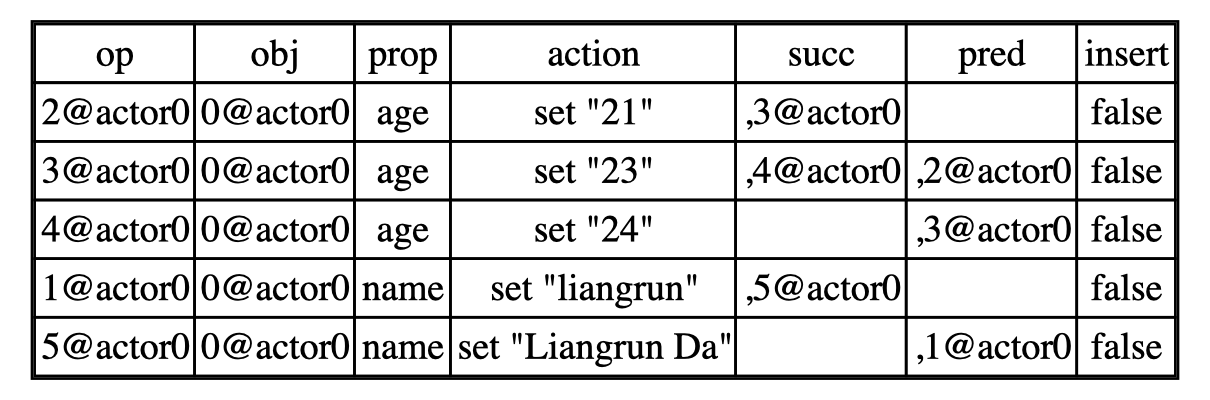 op obj prop action succ pred insert
2@actor0 0@actor0 age set "21" ,3@actor0 false
3@actor0 0@actor0 age set "23" ,4@actor0 ,2@actor0 false
4@actor0 0@actor0 age set "24" ,3@actor0 false
1@actor0 0@actor0 name set "liangrun" ,5@actor0 false
5@actor0 0@actor0 name set "Liangrun Da" ,1@actor0 false